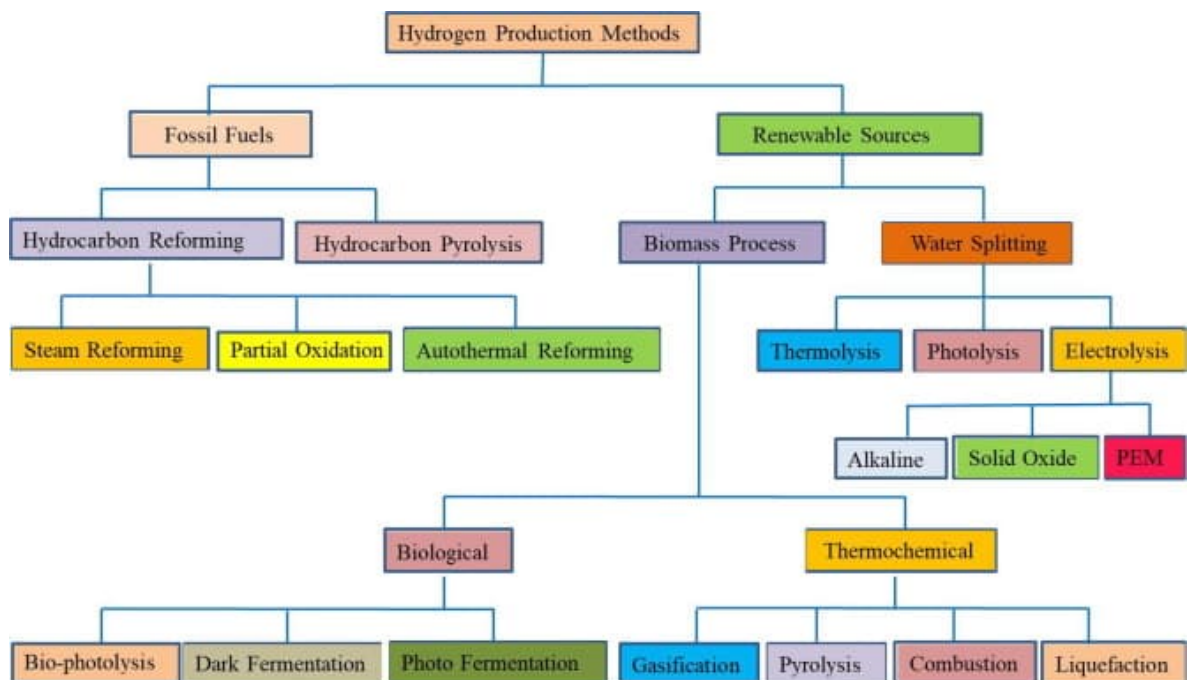 Hydrogen Production Methods
Fossil Fuels
Renewable Sources
Hydrocarbon Reforming
Hydrocarbon Pyrolysis
Biomass Process
Water Splitting
Steam Reforming
Partial Oxidation
Autothermal Reforming
Thermolysis
Photolysis
Electrolysis
Alkaline
Solid Oxide
PEM
Biological
Thermochemical
Bio-photolysis
Dark Fermentation
Photo Fermentation
Gasification
Pyrolysis
Combustion
Liquefaction